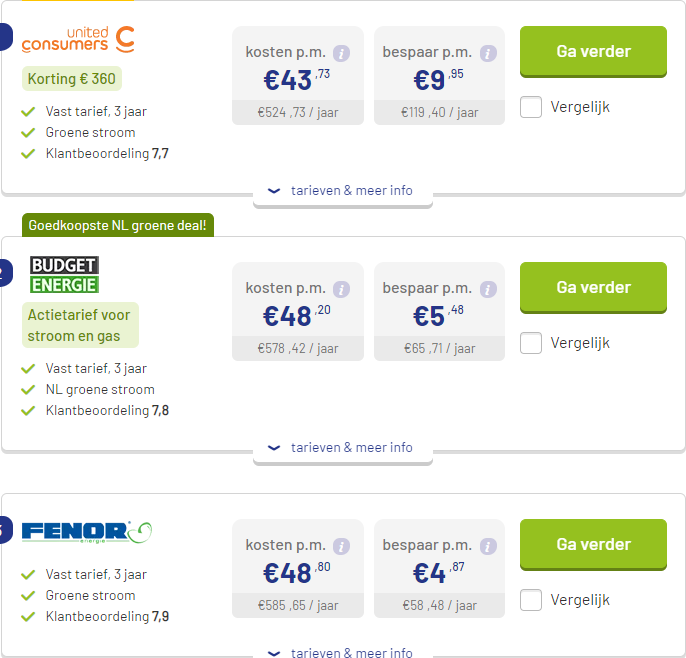 united
consumers
Korting € 360
Vast tarief, 3 jaar
Groene stroom
Klantbeoordeling 7,7
kosten p.m. i
€43,73
€524 ,73 / jaar
bespaar p.m. i
€9,95
€119 ,40 / jaar
Ga verder
Vergelijk
tarieven & meer info
Goedkoopste NL groene deal!
2
BUDGET
ENERGIE
Actietarief voor
stroom en gas
Vast tarief, 3 jaar
NL groene stroom
Klantbeoordeling 7,8
kosten p.m. i
€48,20
€578 ,42 / jaar
bespaar p.m. i
€5,48
€65 ,71 / jaar
Ga verder
Vergelijk
tarieven & meer info
FENOR
energie
Vast tarief, 3 jaar
Groene stroom
Klantbeoordeling 7,9
kosten p.m. i
€48,80
€585 ,65 / jaar
bespaar p.m. i
€4,87
€58 ,48 / jaar
Ga verder
Vergelijk
tarieven & meer info